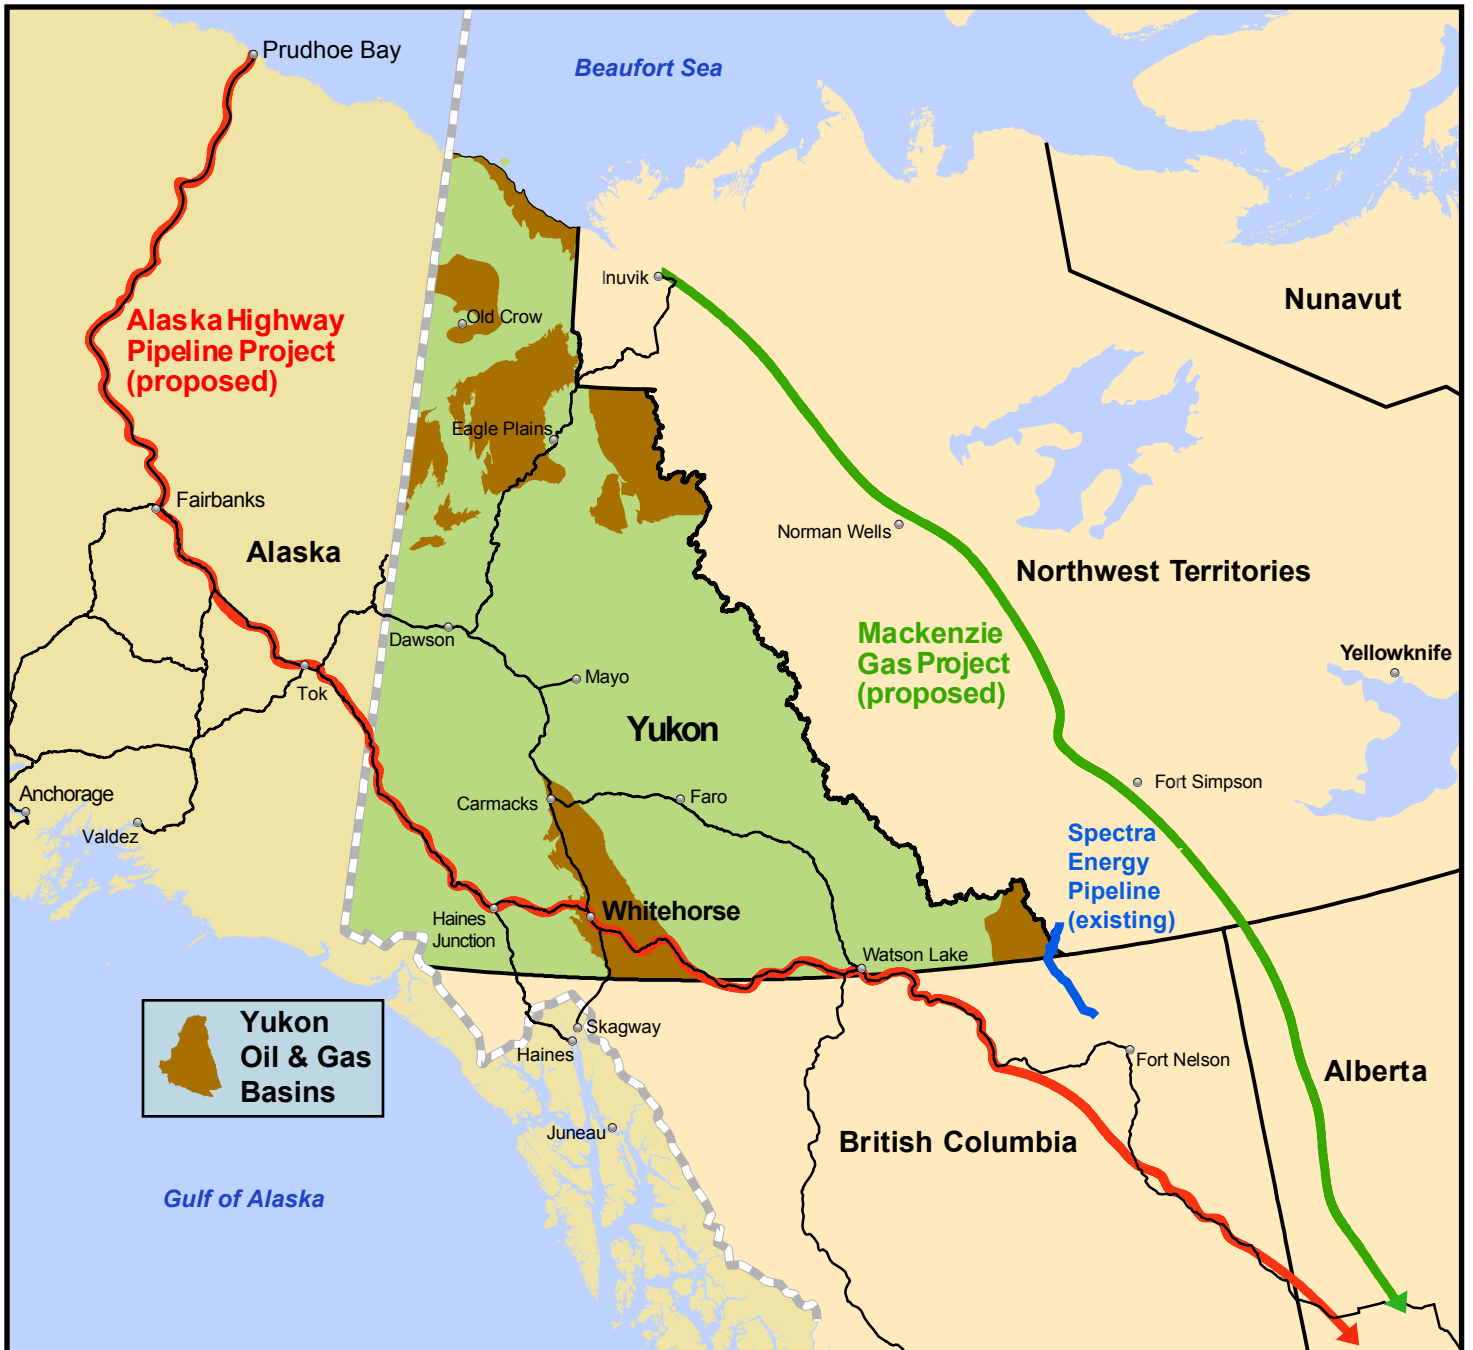 Prudhoe Bay
Beaufort Sea
Inuvik
Nunavut
Alaska Highway
Pipeline Project
(proposed)
Old Crow
Eagle Plains
Fairbanks
Norman Wells
Alaska
Northwest Territories
Dawson
Mackenzie
Gas Project
(proposed)
Yellowknife
Tok
Mayo
Yukon
Anchorage
Valdez
Carmacks
Faro
Fort Simpson
Spectra
Energy
Pipeline
(existing)
Haines
Junction
Whitehorse
Watson Lake
Yukon
Oil & Gas
Basins
Skagway
Haines
Fort Nelson
Alberta
Juneau
British Columbia
Gulf of Alaska